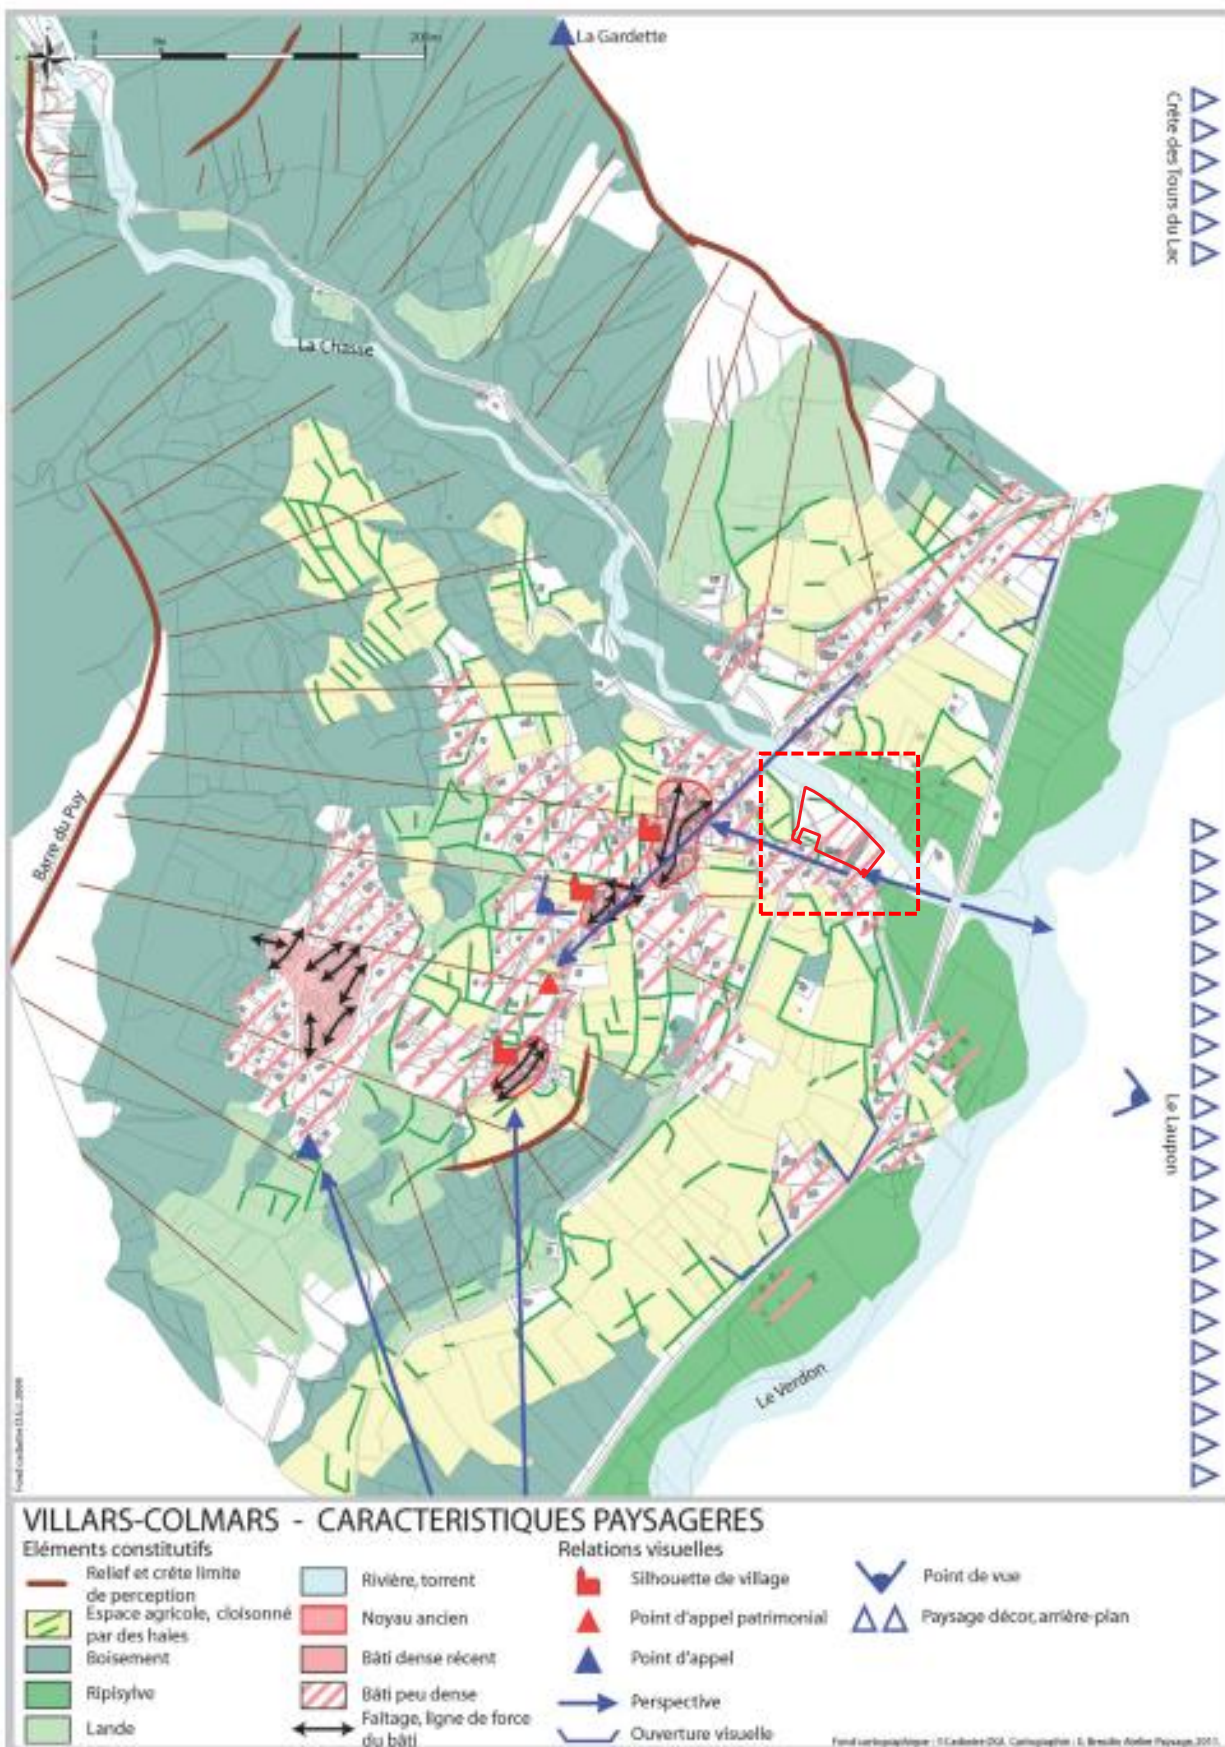 La Gardette
Crête des Tours du Lac
La Chasse
Barre du Puy
Le Laupon
Le Verdon
VILLARS-COLMARS - CARACTERISTIQUES PAYSAGERES
Eléments constitutifs
Relief et crête limite
de perception
Espace agricole, cloisonné
par des haies
Boisement
Ripisylve
Lande
Rivière, torrent
Noyau ancien
Bâti dense récent
Bâti peu dense
Faîtage, ligne de force
du bâti
Relations visuelles
Silhouette de village
Point d'appel patrimonial
Point d'appel
Perspective
Ouverture visuelle
Point de vue
Paysage décor, arrière-plan